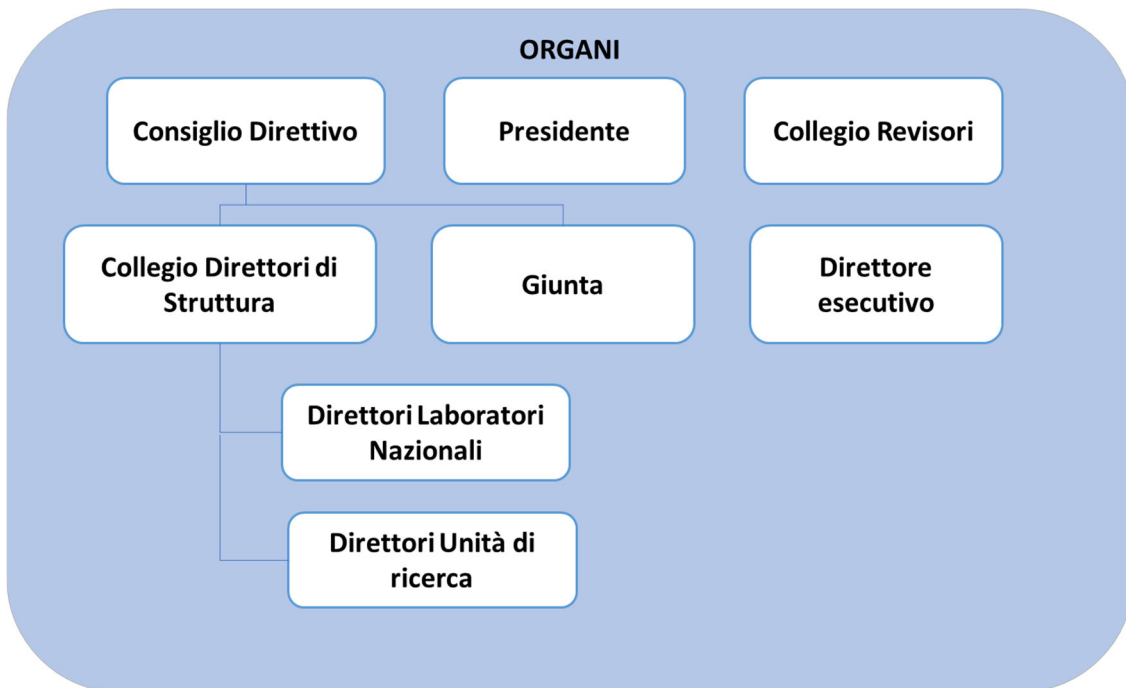 ORGANI
Consiglio Direttivo
Presidente
Collegio Revisori
Collegio Direttori di
Struttura
Giunta
Direttore
esecutivo
Direttori Laboratori
Nazionali
Direttori Unità di
ricerca